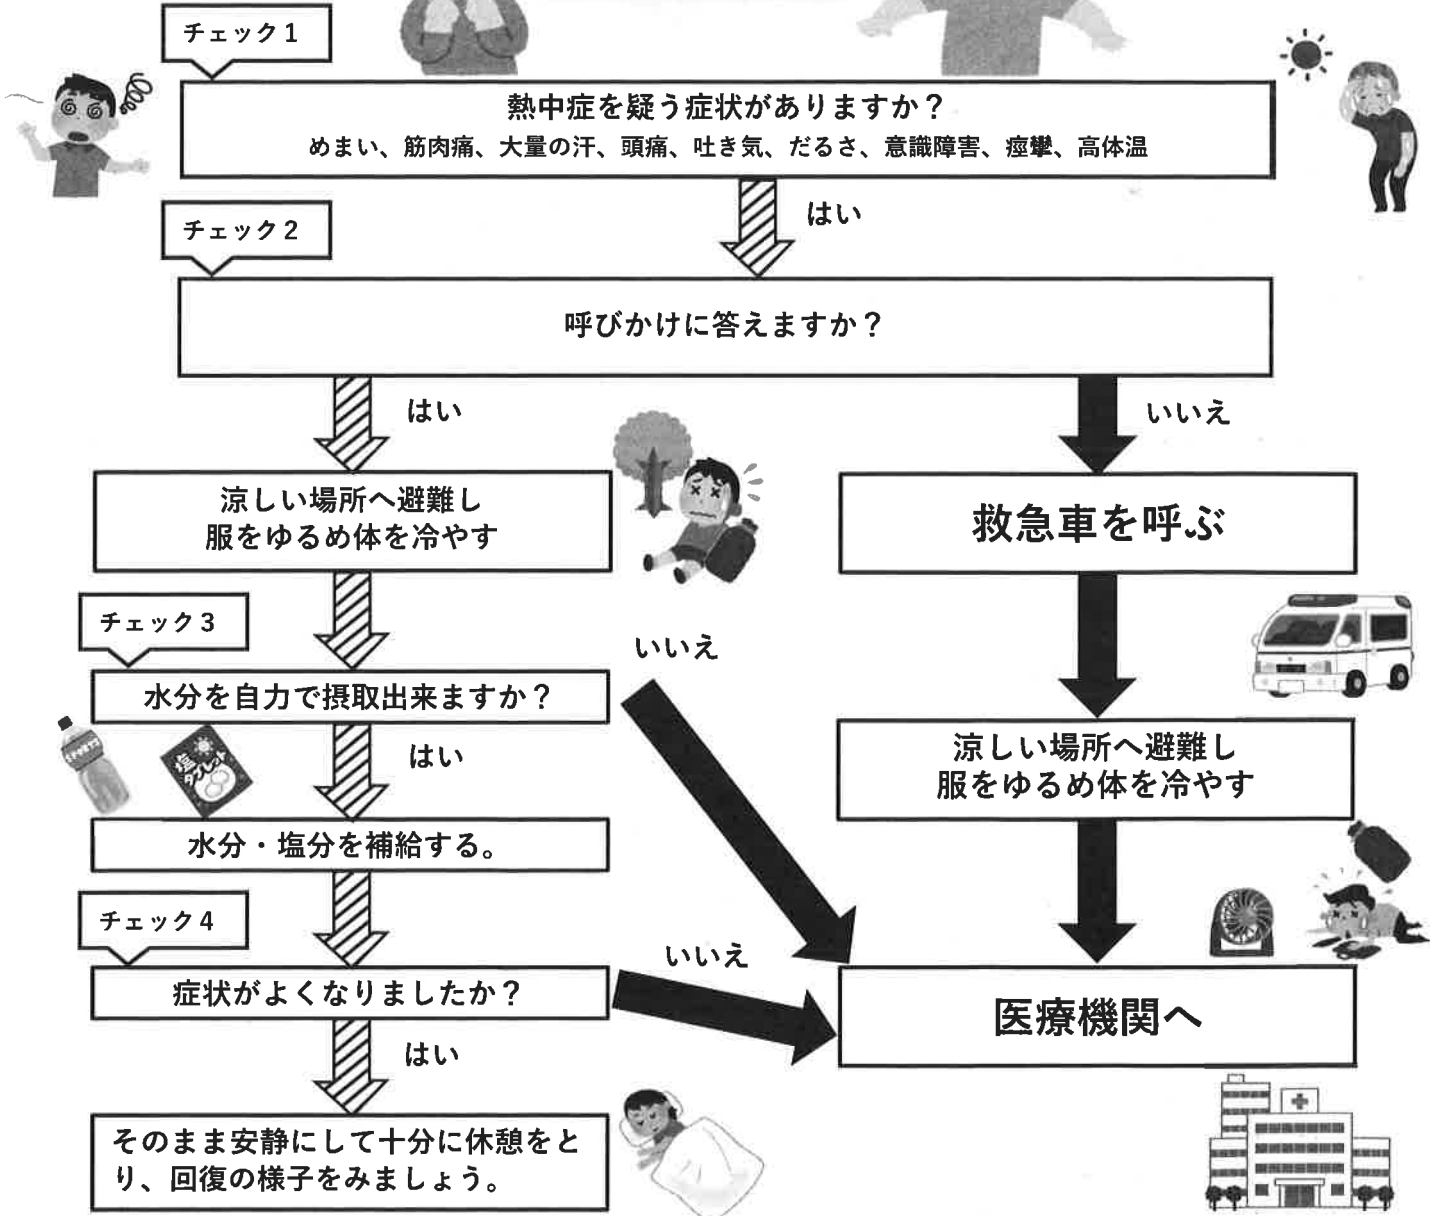 チェック1
熱中症を疑う症状がありますか？
めまい、筋肉痛、大量の汗、頭痛、吐き気、だるさ、意識障害、痙攣、高体温
はい
チェック2
呼びかけに答えますか？
はい
いいえ
涼しい場所へ避難し
服をゆるめ体を冷やす
救急車を呼ぶ
チェック3
いいえ
水分を自力で摂取出来ますか？
はい
塩
タブレット
涼しい場所へ避難し
服をゆるめ体を冷やす
水分・塩分を補給する。
チェック4
いいえ
症状がよくなりましたか？
医療機関へ
はい
そのまま安静にして十分に休憩をと
り、回復の様子をみましょう。